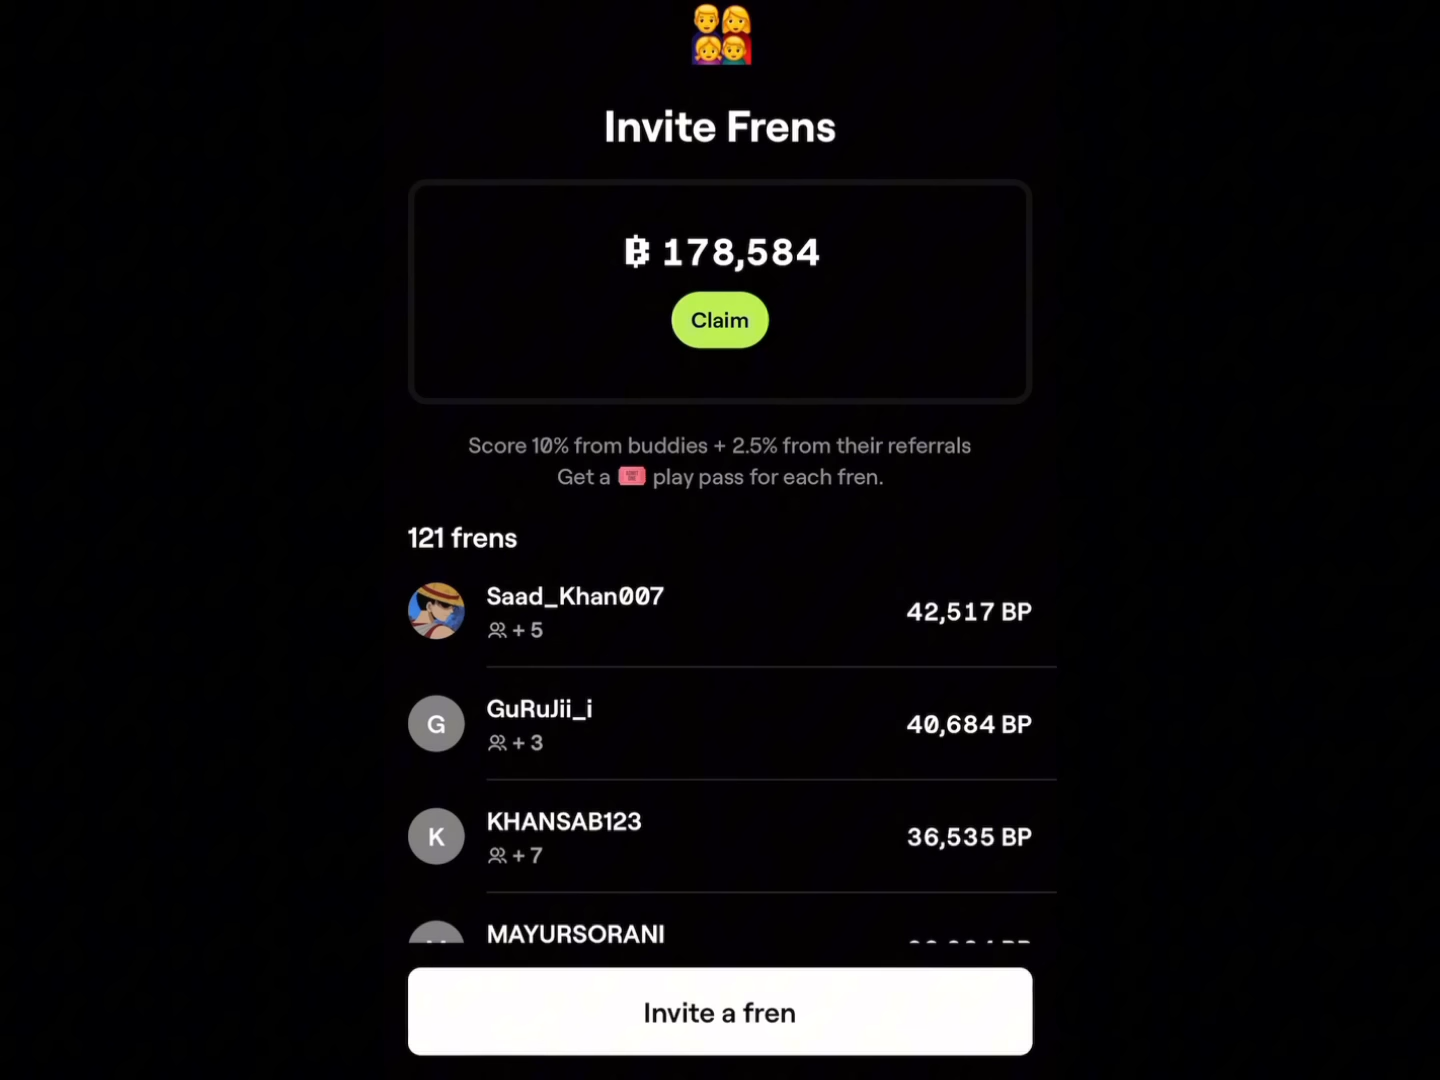 Invite Frens
178,584
Claim
Score 10% from buddies + 2.5% from their referrals
Get a play pass for each fren.
121 frens
Saad_Khan007
+ 5
42,517 BP
G
GuRuJii_i
+ 3
40,684 BP
K
KHANSAB123
+ 7
36,535 BP
MAYURSORANI
Invite a fren